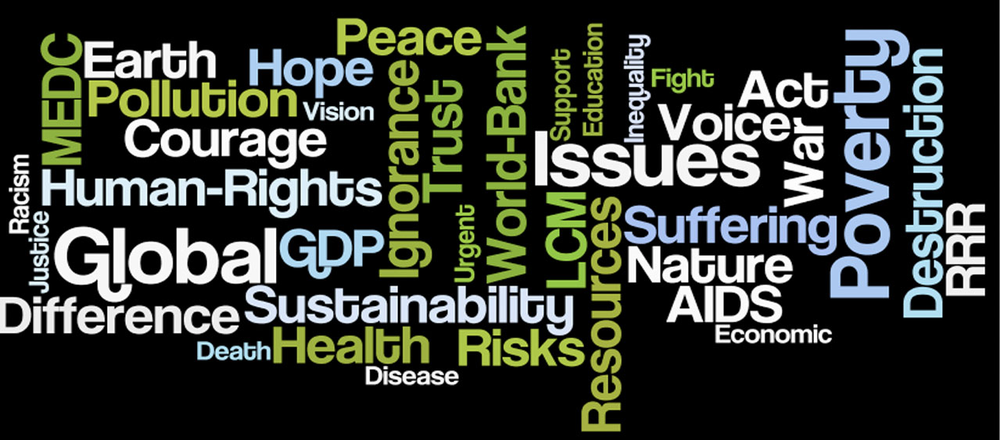 MEDC
Earth
Pollution
Courage
Hope
Vision
Peace
Ignorance
Trust
World-Bank
Support
Education
Inequality
Fight
Act
Voice
War
Issues
Poverty
Destruction
RRR
Racism
Human-Rights
Justice
Global
GDP
Urgent
LCM
Resources
Suffering
Nature
AIDS
Economic
Difference
Sustainability
Death
Health
Risks
Disease